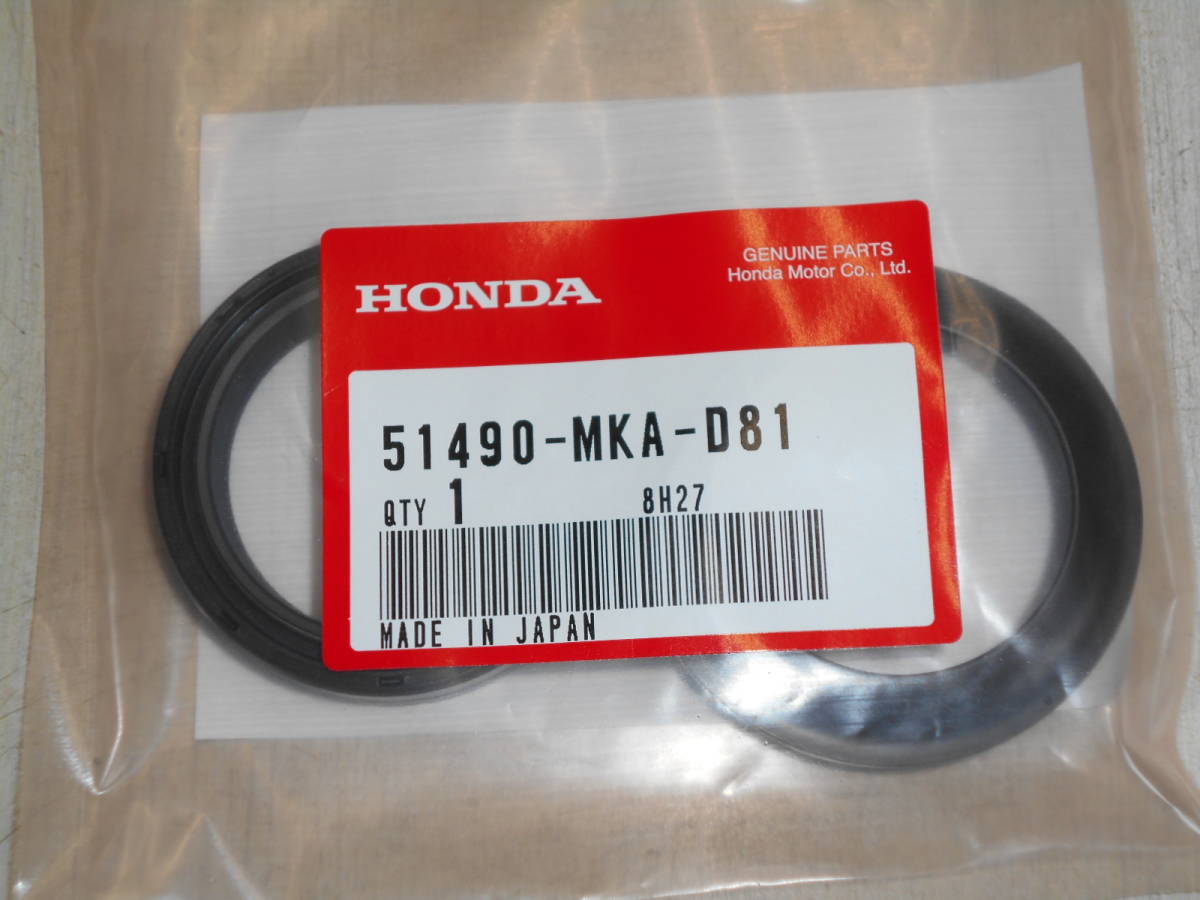 HONDA
GENUINE PARTS
Honda Motor Co., Ltd.
51490-MKA-D81
QTY 1 8H27
MADE IN JAPAN